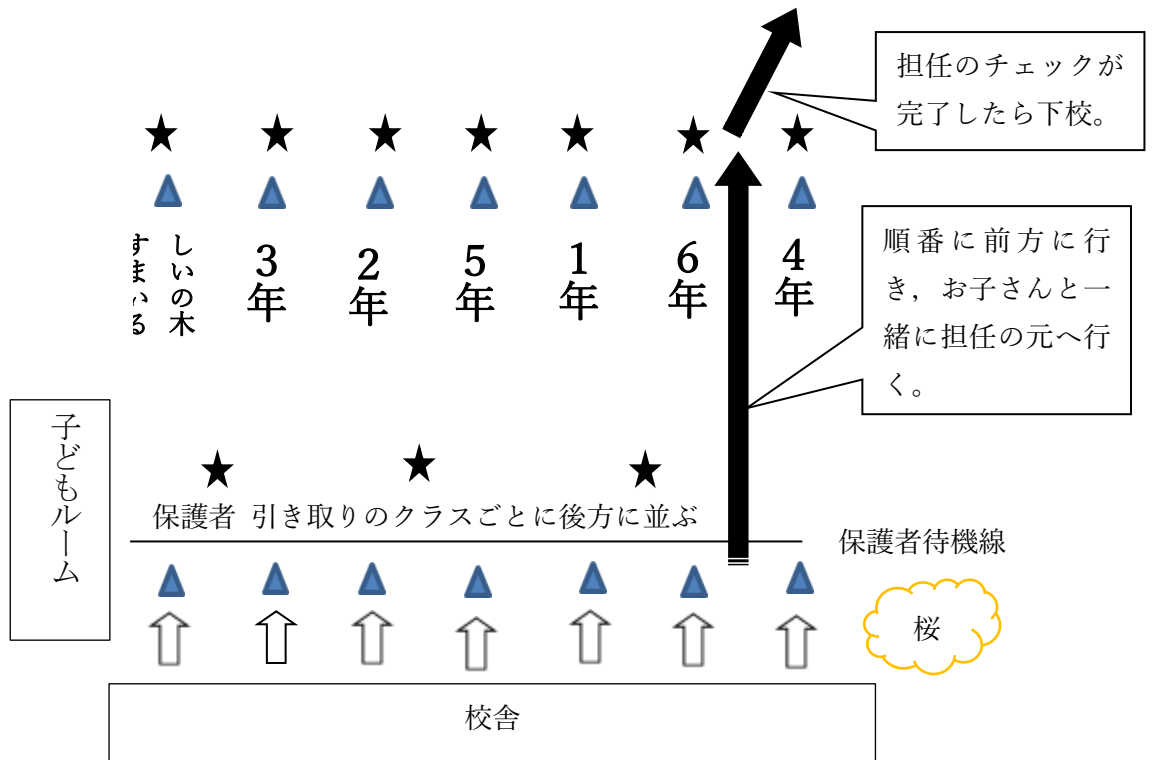 担任のチェックが
完了したら下校。
順番に前方に行
き，お子さんと一
緒に担任の元へ行
く。
しいの木
すまいる
3年
2年
5年
1年
6年
4年
子どもルーム
保護者 引き取りのクラスごとに後方に並ぶ
保護者待機線
桜
校舎